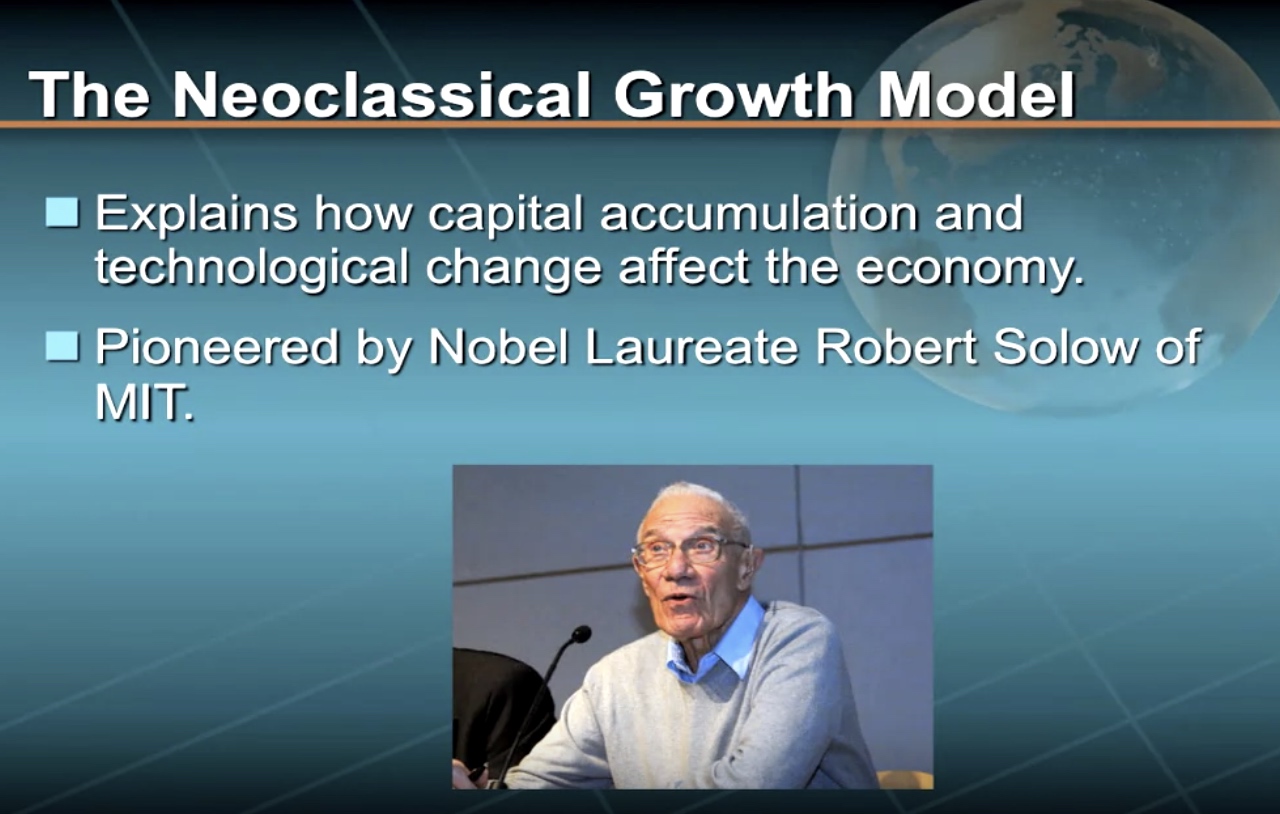 The Neoclassical Growth Model
Explains how capital accumulation and
technological change affect the economy.
Pioneered by Nobel Laureate Robert Solow of
MIT.